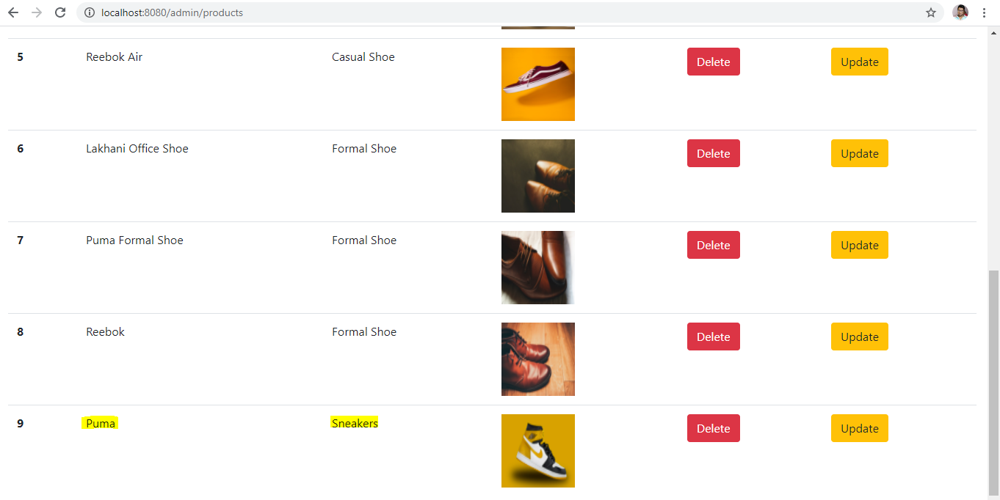 localhost:8080/admin/products
5 Reebok Air Casual Shoe Delete Update
6 Lakhani Office Shoe Formal Shoe Delete Update
7 Puma Formal Shoe Formal Shoe Delete Update
8 Reebok Formal Shoe Delete Update
9 Puma Sneakers Delete Update